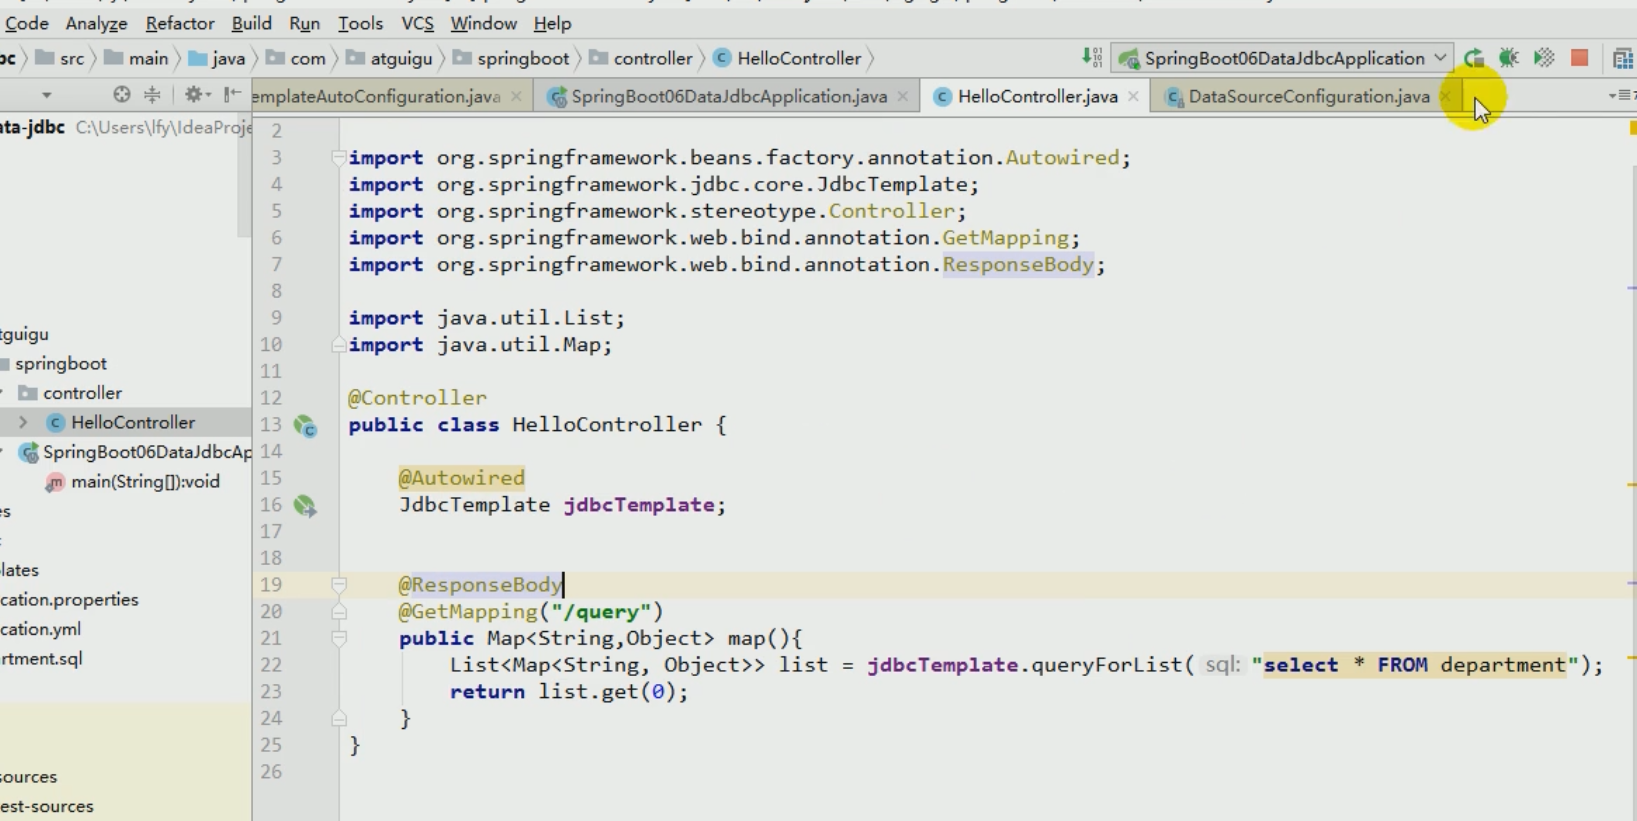 Code Analyze Refactor Build Run Tools VCS Window Help
bc src main java com atguigu springboot controller HelloController SpringBoot06DataJdbcApplication
emplateAutoConfiguration.java SpringBoot06DataJdbcApplication.java HelloController.java DataSourceConfiguration.java
ata-jdbc C:\Users\lfy\IdeaProje
tguigu
springboot
controller
HelloController
SpringBoot06DataJdbcAp
main(String[]):void
es
lates
cation.properties
cation.yml
rtment.sql
sources
est-sources
2
3 import org.springframework.beans.factory.annotation.Autowired;
4 import org.springframework.jdbc.core.JdbcTemplate;
5 import org.springframework.stereotype.Controller;
6 import org.springframework.web.bind.annotation.GetMapping;
7 import org.springframework.web.bind.annotation.ResponseBody;
8
9 import java.util.List;
10 import java.util.Map;
11
12 @Controller
13 public class HelloController {
14
15 @Autowired
16 JdbcTemplate jdbcTemplate;
17
18
19 @ResponseBody
20 @GetMapping("/query")
21 public Map<String,Object> map(){
22 List<Map<String, Object>> list = jdbcTemplate.queryForList( sql: "select * FROM department");
23 return list.get(0);
24 }
25 }
26